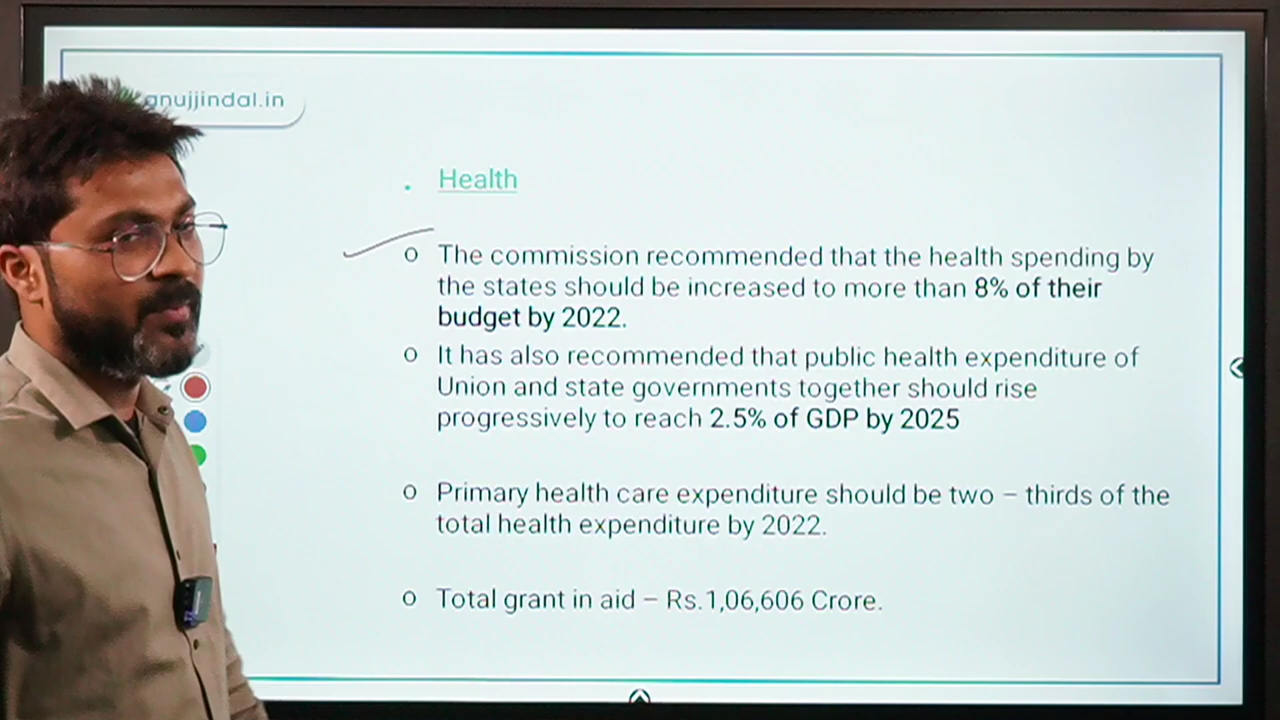 anujjindal.in
. Health
o The commission recommended that the health spending by
the states should be increased to more than 8% of their
budget by 2022.
o It has also recommended that public health expenditure of
Union and state governments together should rise
progressively to reach 2.5% of GDP by 2025
o Primary health care expenditure should be two – thirds of the
total health expenditure by 2022.
o Total grant in aid – Rs.1,06,606 Crore.